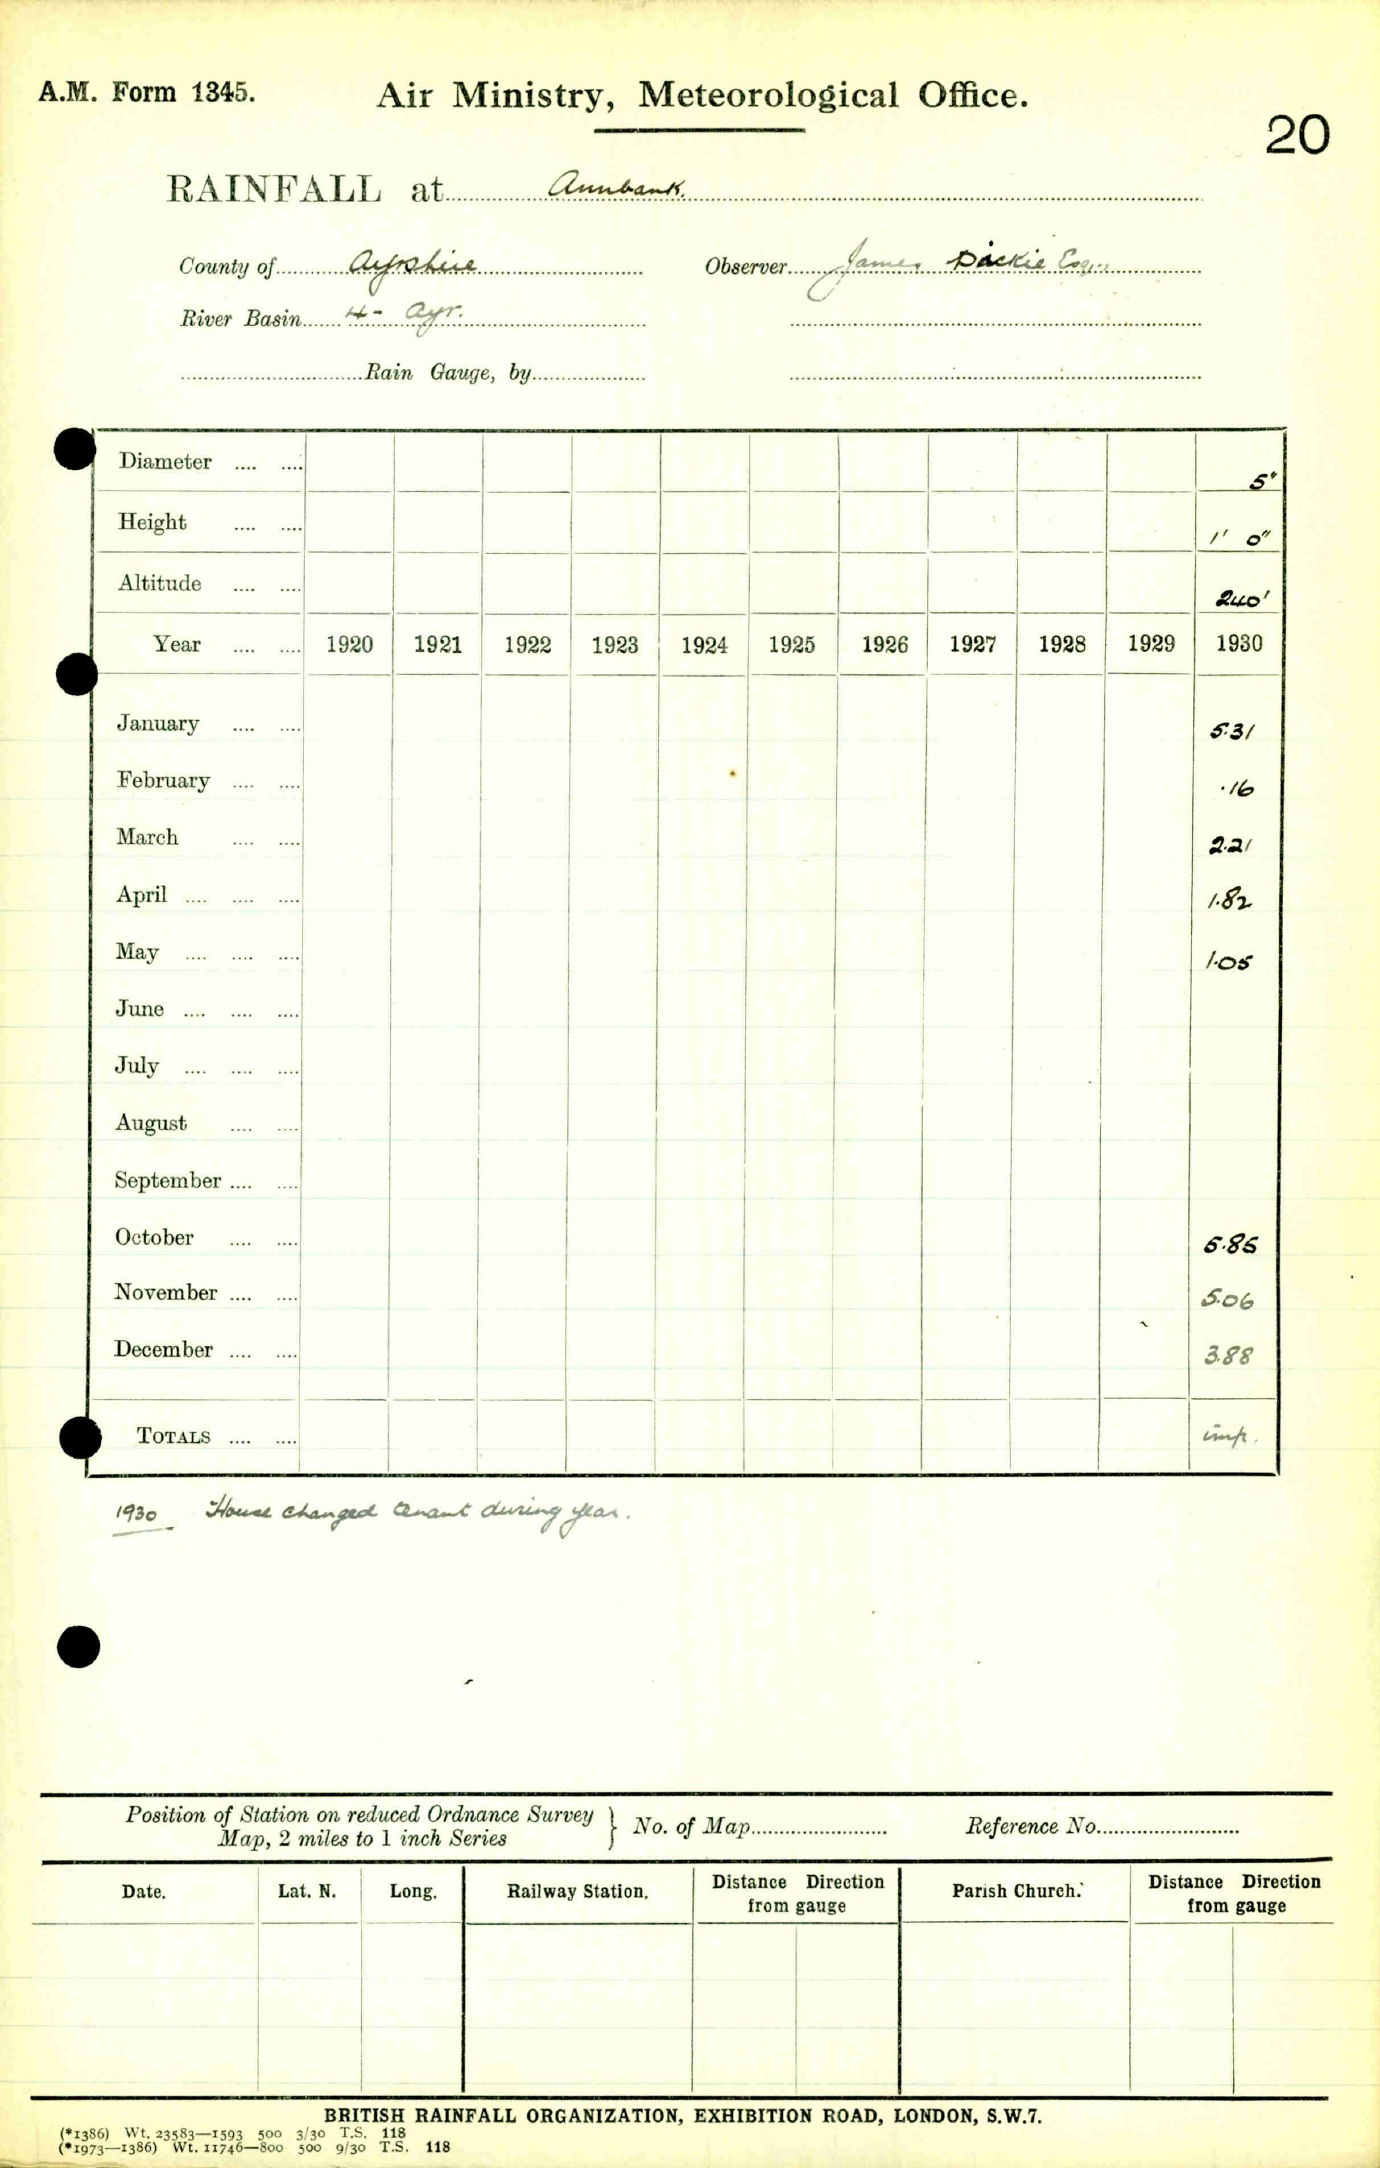 A.M. Form 1345.
Air Ministry, Meteorological Office.
20
RAINFALL at Annbank.
County of Ayrshire Observer James Dickie Esq.
River Basin 4 - Ayr.
Rain Gauge, by
Diameter .... .... 5"
Height .... .... 1' 0"
Altitude .... .... 240'
Year .... .... 1920 1921 1922 1923 1924 1925 1926 1927 1928 1929 1930
January .... .... 5.31
February .... .... .16
March .... .... 2.21
April .... .... .... 1.82
May .... .... .... 1.05
June .... .... ....
July .... .... ....
August .... ....
September .... ....
October .... .... 5.85
November .... .... 5.06
December .... .... 3.88
TOTALS .... .... imp.
1930 House changed tenant during year.
Position of Station on reduced Ordnance Survey
Map, 2 miles to 1 inch Series } No. of Map Reference No.
Date. Lat. N. Long. Railway Station. Distance Direction from gauge Parish Church. Distance Direction from gauge
BRITISH RAINFALL ORGANIZATION, EXHIBITION ROAD, LONDON, S.W.7.
(*1386) Wt. 23583—1593 500 3/30 T.S. 118
(*1973—1386) Wt. 11746—800 500 9/30 T.S. 118